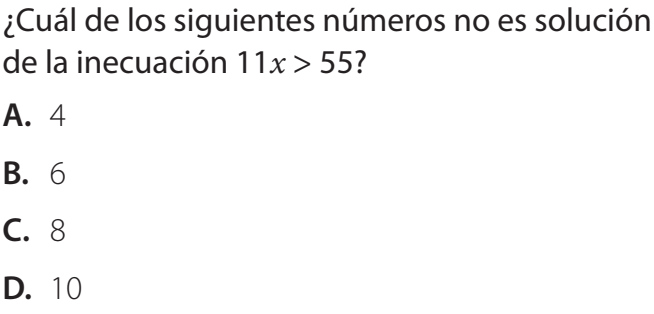 ¿Cuál de los siguientes números no es solución
de la inecuación 11x > 55?
A. 4
B. 6
C. 8
D. 10